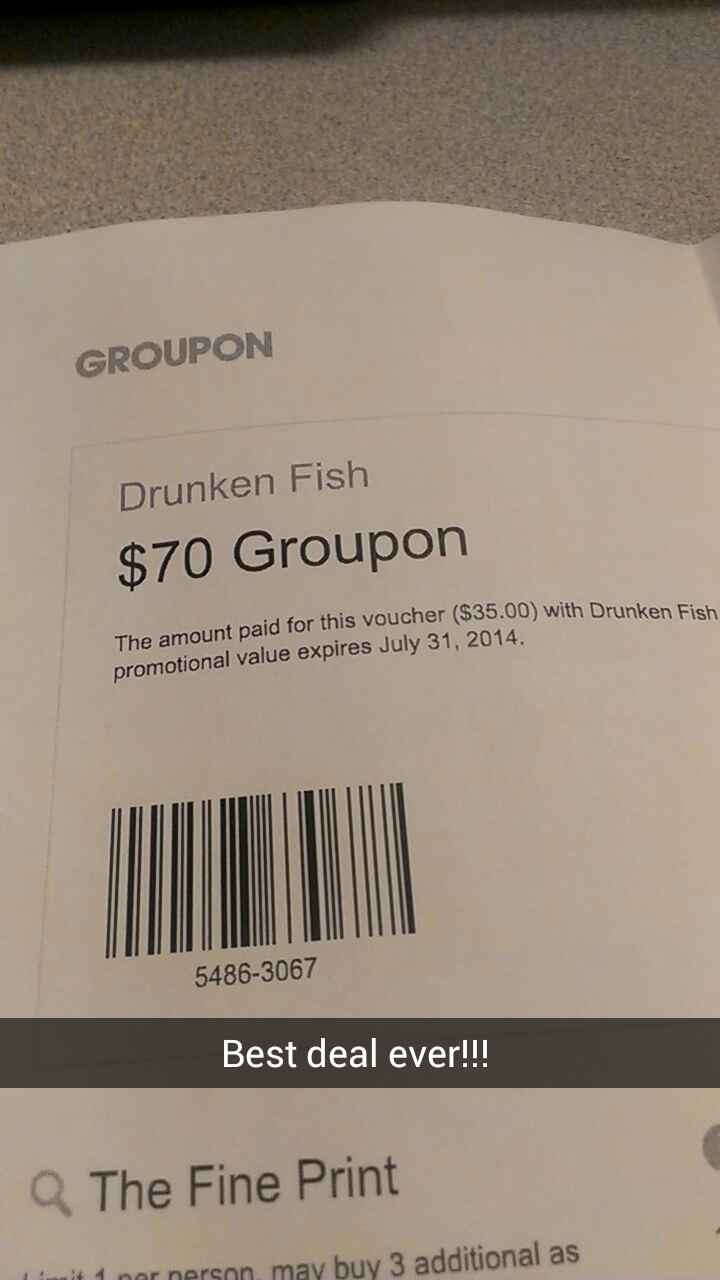 GROUPON
Drunken Fish
$70 Groupon
The amount paid for this voucher ($35.00) with Drunken Fish
promotional value expires July 31, 2014.
5486-3067
Best deal ever!!!
The Fine Print
Limit 1 per person, may buy 3 additional as